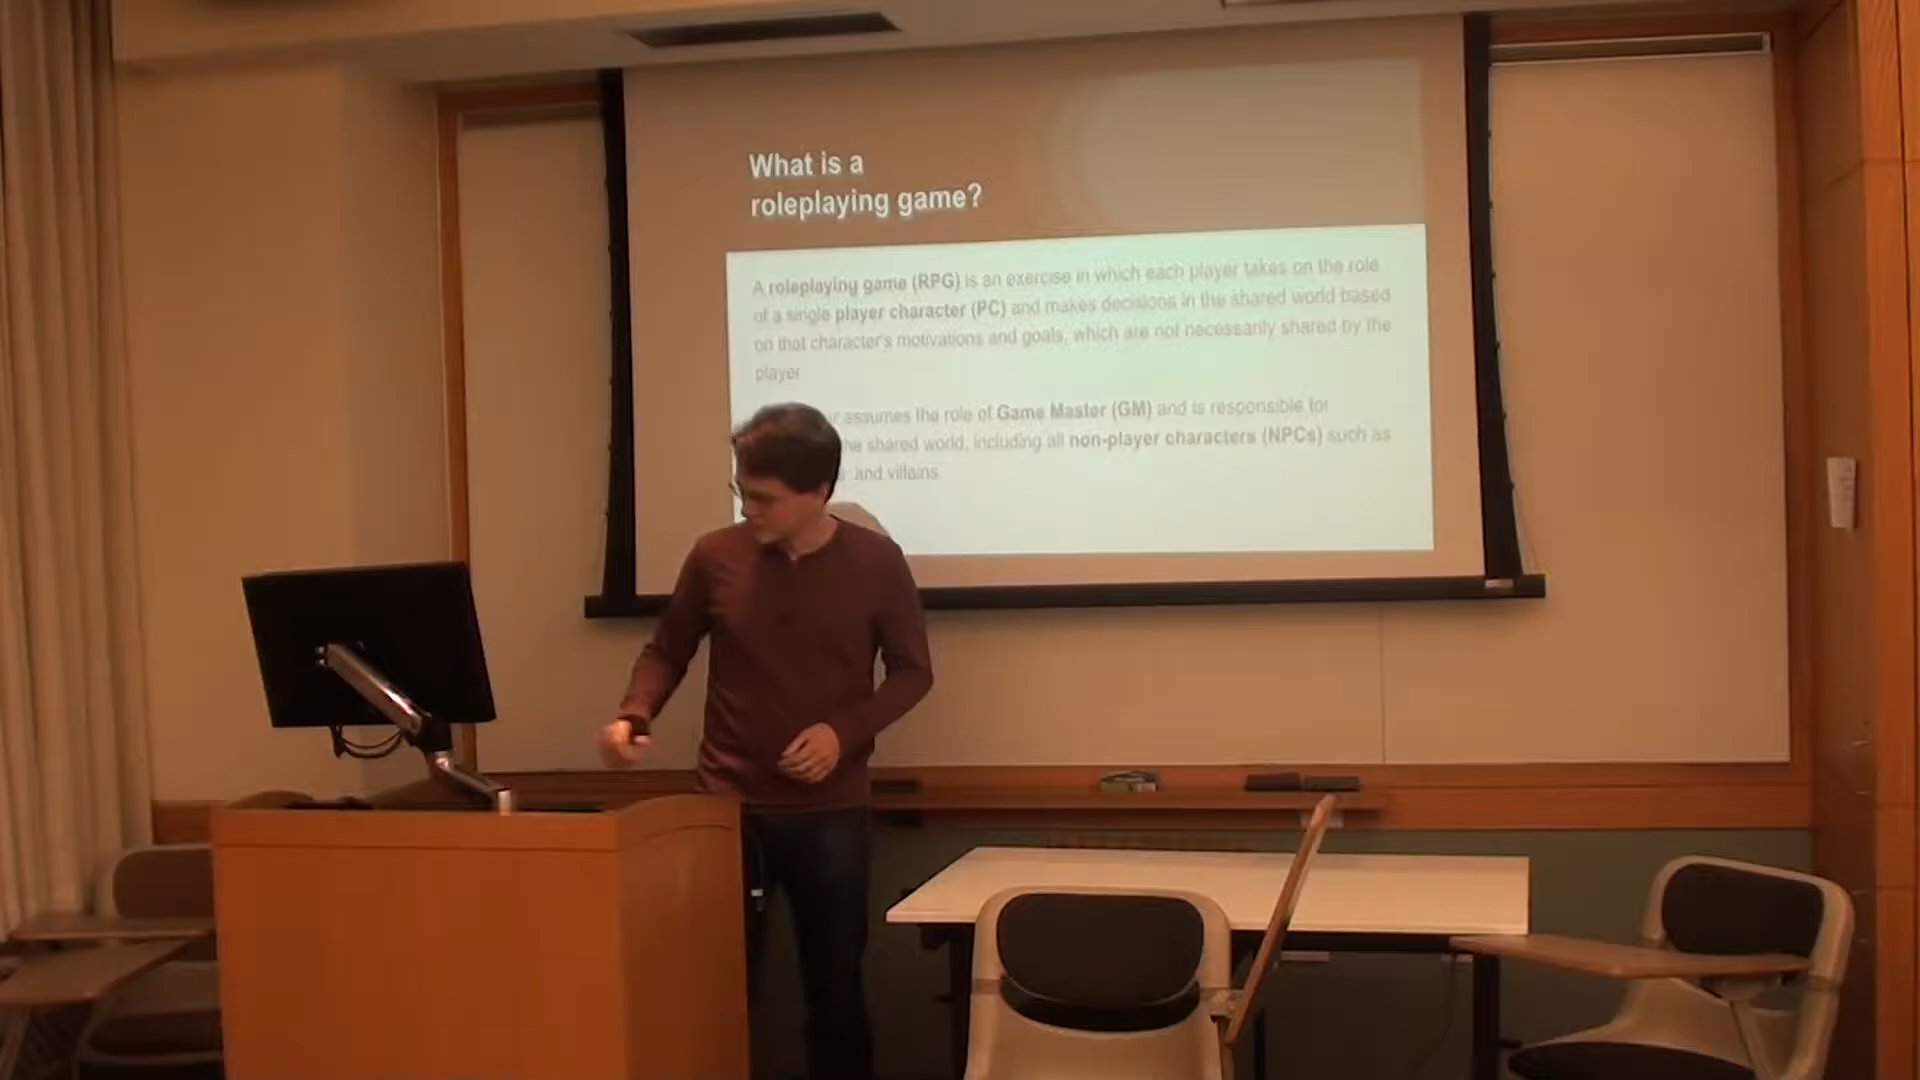 What is a
roleplaying game?
A roleplaying game (RPG) is an exercise in which each player takes on the role
of a single player character (PC) and makes decisions in the shared world based
on that character's motivations and goals, which are not necessarily shared by the
player
assumes the role of Game Master (GM) and is responsible for
shared world, including all non-player characters (NPCs) such as
and villains.